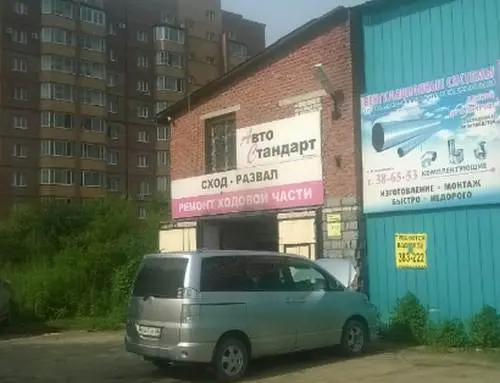 Авто
Стандарт
СХОД - РАЗВАЛ
РЕМОНТ ХОДОВОЙ ЧАСТИ
ВЕНТИЛЯЦИОННЫЕ СИСТЕМЫ
т. 38-65-53
КОМПЛЕКТУЮЩИЕ
ИЗГОТОВЛЕНИЕ - МОНТАЖ
БЫСТРО - НЕДОРОГО
383-222